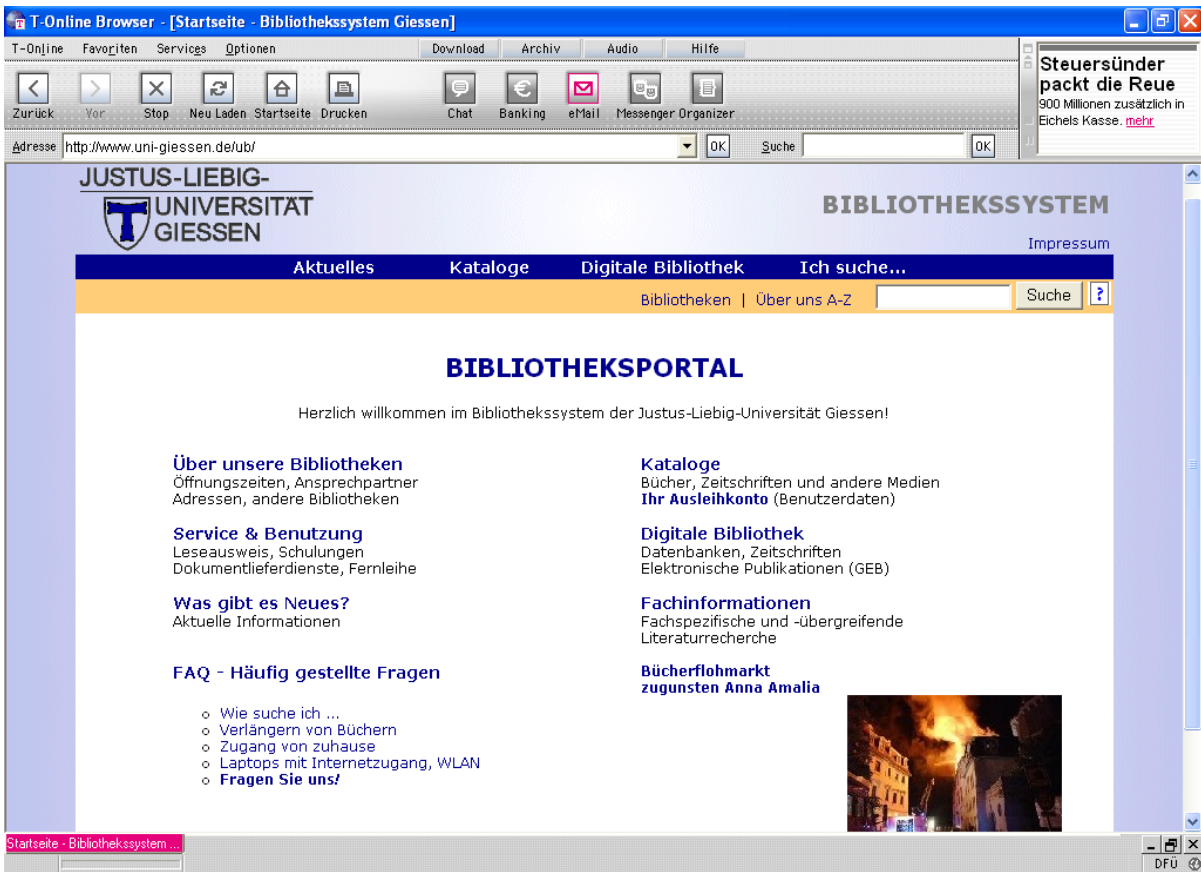 T-Online Browser - [Startseite - Bibliothekssystem Giessen]
T-Online Favoriten Services Optionen Download Archiv Audio Hilfe
Zurück Vor Stop Neu Laden Startseite Drucken Chat Banking eMail Messenger Organizer
Steuersünder
packt die Reue
900 Millionen zusätzlich in
Eichels Kasse. mehr
Adresse http://www.uni-giessen.de/ub/ OK Suche OK
JUSTUS-LIEBIG-
UNIVERSITÄT
GIESSEN
BIBLIOTHEKSSYSTEM
Impressum
Aktuelles Kataloge Digitale Bibliothek Ich suche...
Bibliotheken | Über uns A-Z Suche ?
BIBLIOTHEKSPORTAL
Herzlich willkommen im Bibliothekssystem der Justus-Liebig-Universität Giessen!
Über unsere Bibliotheken
Öffnungszeiten, Ansprechpartner
Adressen, andere Bibliotheken
Kataloge
Bücher, Zeitschriften und andere Medien
Ihr Ausleihkonto (Benutzerdaten)
Service & Benutzung
Leseausweis, Schulungen
Dokumentlieferdienste, Fernleihe
Digitale Bibliothek
Datenbanken, Zeitschriften
Elektronische Publikationen (GEB)
Was gibt es Neues?
Aktuelle Informationen
Fachinformationen
Fachspezifische und -übergreifende
Literaturrecherche
FAQ - Häufig gestellte Fragen
Wie suche ich ...
Verlängern von Büchern
Zugang von zuhause
Laptops mit Internetzugang, WLAN
Fragen Sie uns!
Bücherflohmarkt
zugunsten Anna Amalia
Startseite - Bibliothekssystem ...
DFÜ